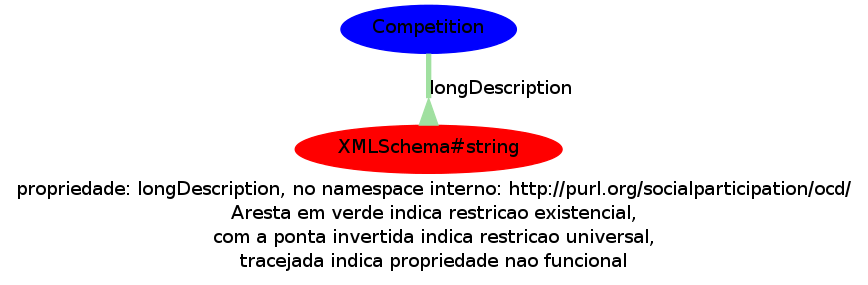 Competition
longDescription
XMLSchema#string
propriedade: longDescription, no namespace interno: http://purl.org/socialparticipation/ocd/
Aresta em verde indica restricao existencial,
com a ponta invertida indica restricao universal,
tracejada indica propriedade nao funcional